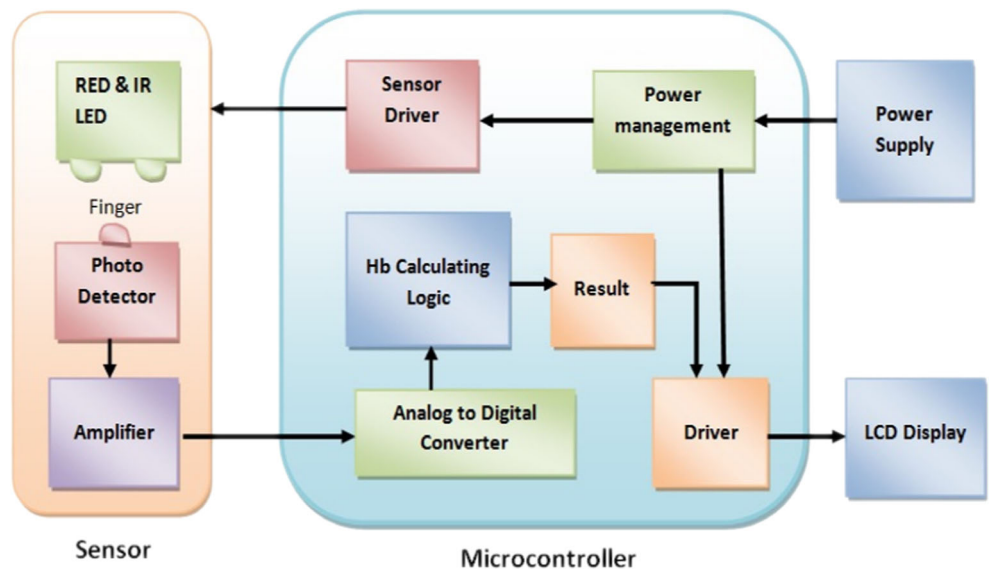 RED & IR
LED
Finger
Photo
Detector
Amplifier
Sensor
Sensor
Driver
Power
management
Hb Calculating
Logic
Result
Analog to Digital
Converter
Driver
Microcontroller
Power
Supply
LCD Display